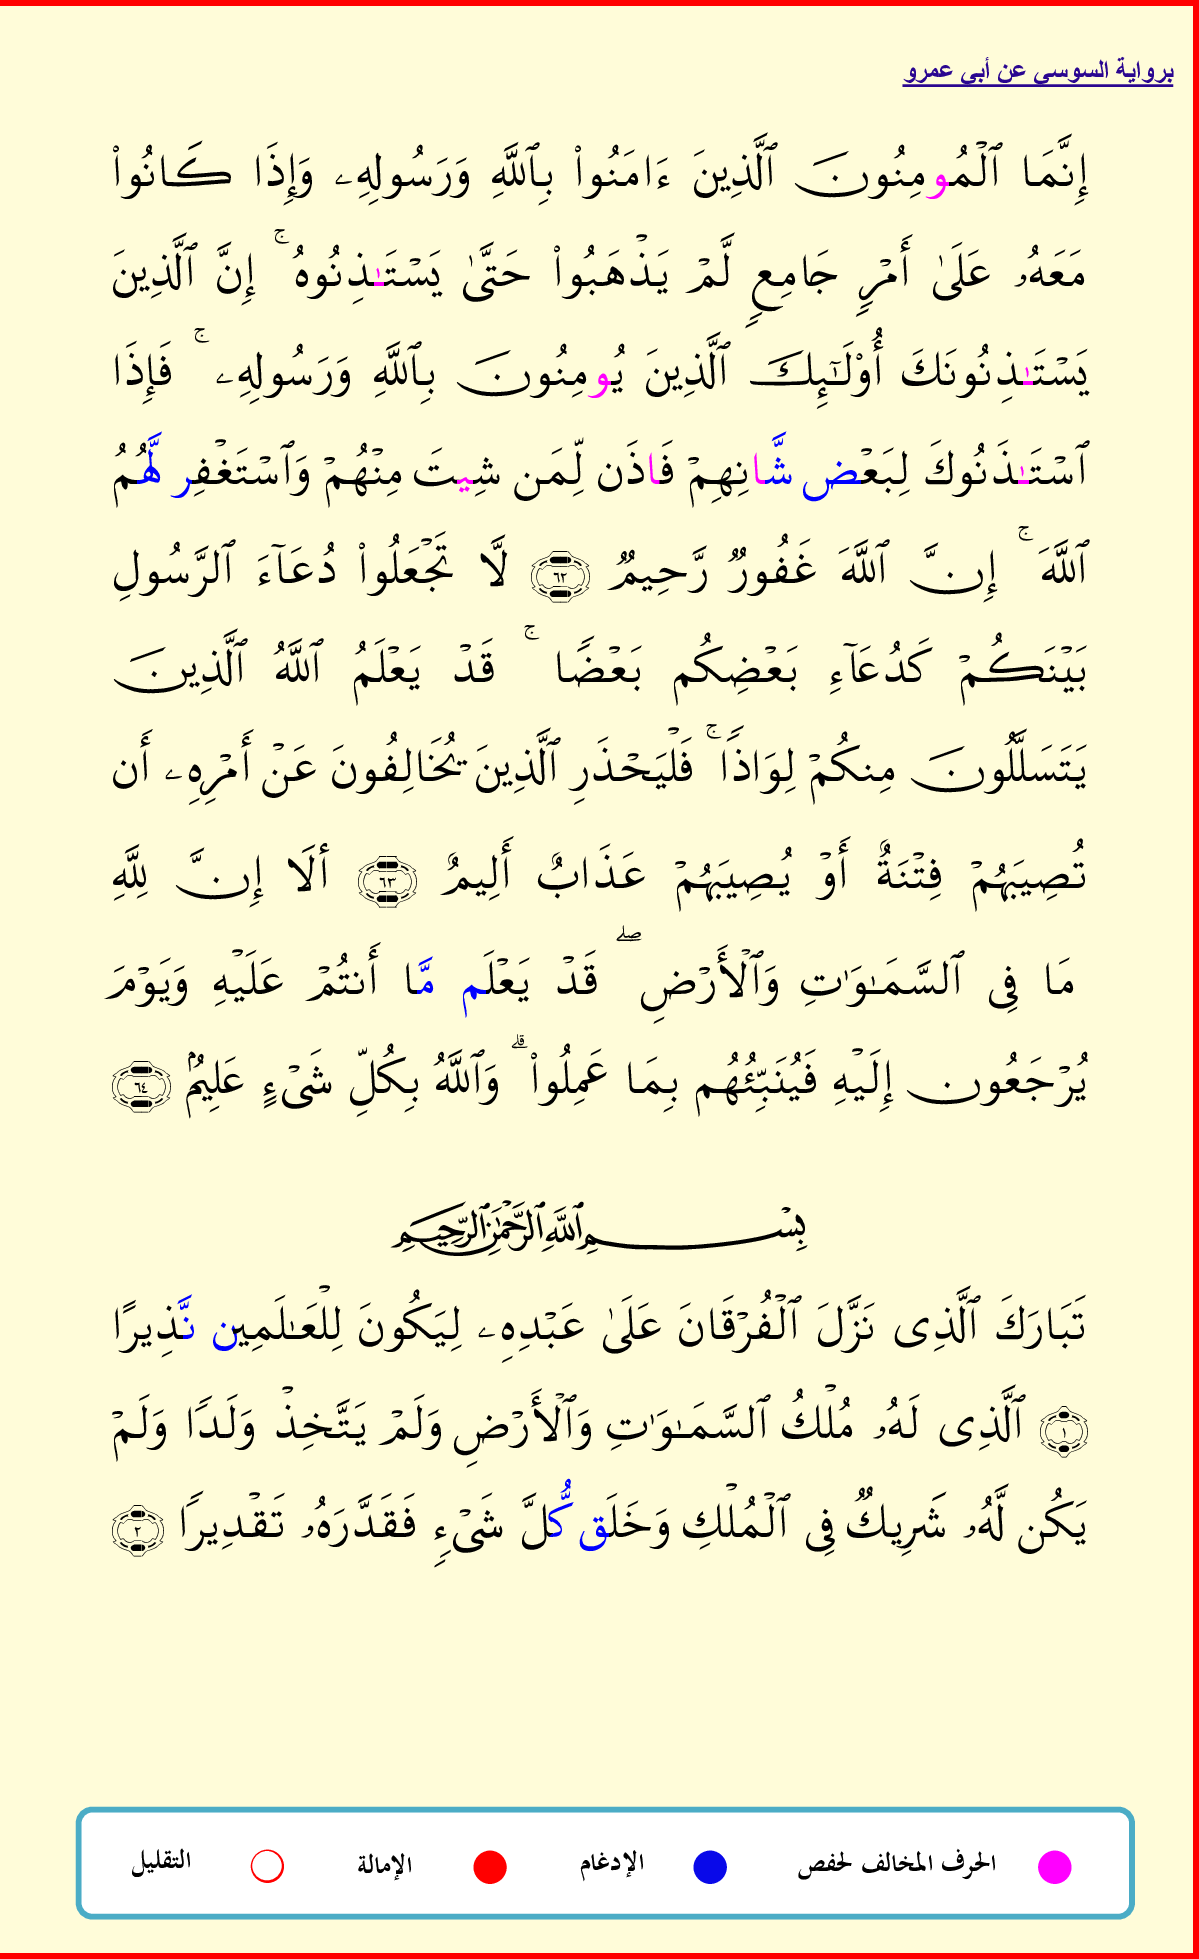 برواية السوسي عن أبي عمرو
إِنَّمَا ٱلْمُومِنُونَ ٱلَّذِينَ ءَامَنُواْ بِٱللَّهِ وَرَسُولِهِۦ وَإِذَا كَانُواْ
مَعَهُۥ عَلَىٰ أَمْرٍ جَامِعٍ لَّمْ يَذْهَبُواْ حَتَّىٰ يَسْتَـٰذِنُوهُ ۚ إِنَّ ٱلَّذِينَ
يَسْتَـٰذِنُونَكَ أُوْلَـٰٓئِكَ ٱلَّذِينَ يُومِنُونَ بِٱللَّهِ وَرَسُولِهِۦ ۚ فَإِذَا
ٱسْتَـٰذَنُوكَ لِبَعْض شَّانِهِمْ فَاذَن لِّمَن شِيتَ مِنْهُمْ وَٱسْتَغْفِر لَّهُمُ
ٱللَّهَ ۚ إِنَّ ٱللَّهَ غَفُورٌ رَّحِيمٌ ٦٢ لَّا تَجْعَلُواْ دُعَآءَ ٱلرَّسُولِ
بَيْنَكُمْ كَدُعَآءِ بَعْضِكُم بَعْضًا ۚ قَدْ يَعْلَمُ ٱللَّهُ ٱلَّذِينَ
يَتَسَلَّلُونَ مِنكُمْ لِوَاذًا ۚ فَلْيَحْذَرِ ٱلَّذِينَ يُخَالِفُونَ عَنْ أَمْرِهِۦ أَن
تُصِيبَهُمْ فِتْنَةٌ أَوْ يُصِيبَهُمْ عَذَابٌ أَلِيمٌ ٦٣ أَلَا إِنَّ لِلَّهِ
مَا فِى ٱلسَّمَـٰوَٰتِ وَٱلْأَرْضِ ۖ قَدْ يَعْلَم مَّا أَنتُمْ عَلَيْهِ وَيَوْمَ
يُرْجَعُونَ إِلَيْهِ فَيُنَبِّئُهُم بِمَا عَمِلُواْ ۗ وَٱللَّهُ بِكُلِّ شَىْءٍ عَلِيمٌۢ ٦٤
بِسْمِ ٱللَّهِ ٱلرَّحْمَـٰنِ ٱلرَّحِيمِ
تَبَارَكَ ٱلَّذِى نَزَّلَ ٱلْفُرْقَانَ عَلَىٰ عَبْدِهِۦ لِيَكُونَ لِلْعَـٰلَمِين نَّذِيرًا
١ ٱلَّذِى لَهُۥ مُلْكُ ٱلسَّمَـٰوَٰتِ وَٱلْأَرْضِ وَلَمْ يَتَّخِذْ وَلَدًا وَلَمْ
يَكُن لَّهُۥ شَرِيكٌ فِى ٱلْمُلْكِ وَخَلَق كُّلَّ شَىْءٍ فَقَدَّرَهُۥ تَقْدِيرًا ٢
الحرف المخالف لحفص الإدغام الإمالة التقليل